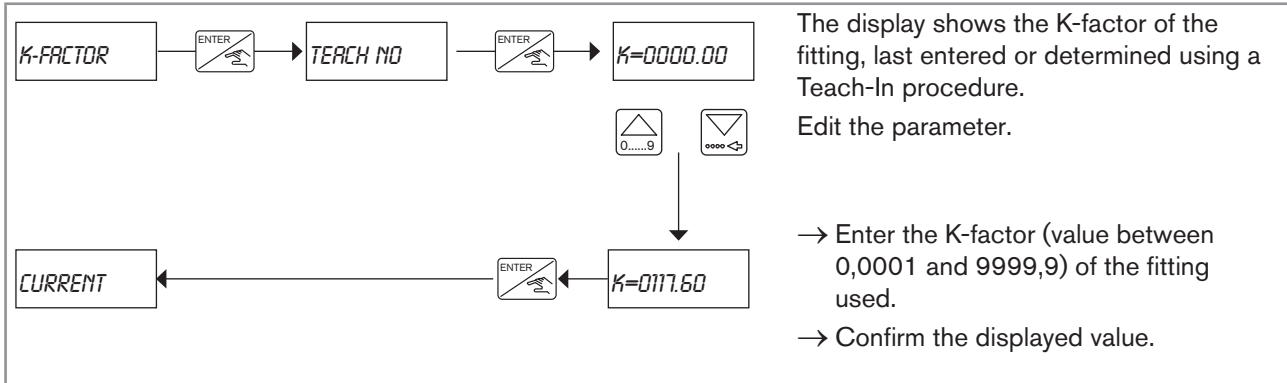 K-FACTOR
ENTER
TEACH NO
ENTER
K=0000.00
The display shows the K-factor of the
fitting, last entered or determined using a
Teach-In procedure.
Edit the parameter.
0......9
CURRENT
ENTER
K=0117.60
→ Enter the K-factor (value between
0,0001 and 9999,9) of the fitting
used.
→ Confirm the displayed value.